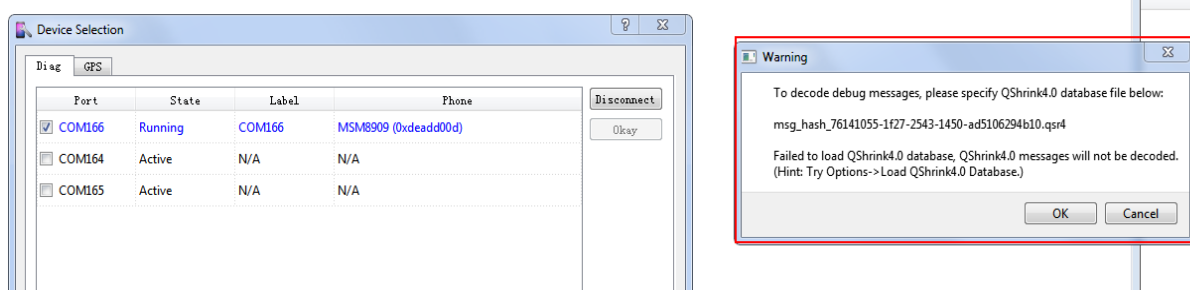 Device Selection
Diag GPS
Port State Label Phone
COM166 Running COM166 MSM8909 (0xdeadd00d)
COM164 Active N/A N/A
COM165 Active N/A N/A
Disconnect
Okay
Warning
To decode debug messages, please specify QShrink4.0 database file below:
msg_hash_76141055-1f27-2543-1450-ad5106294b10.qsr4
Failed to load QShrink4.0 database, QShrink4.0 messages will not be decoded.
(Hint: Try Options->Load QShrink4.0 Database.)
OK Cancel